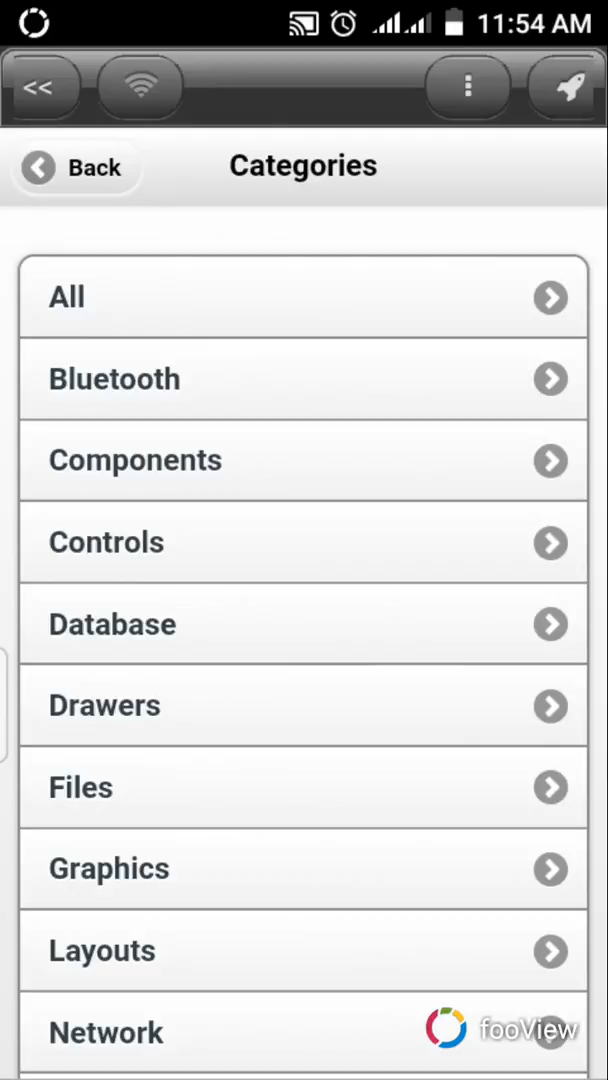 11:54 AM
<<
Back
Categories
All
Bluetooth
Components
Controls
Database
Drawers
Files
Graphics
Layouts
Network
fooView